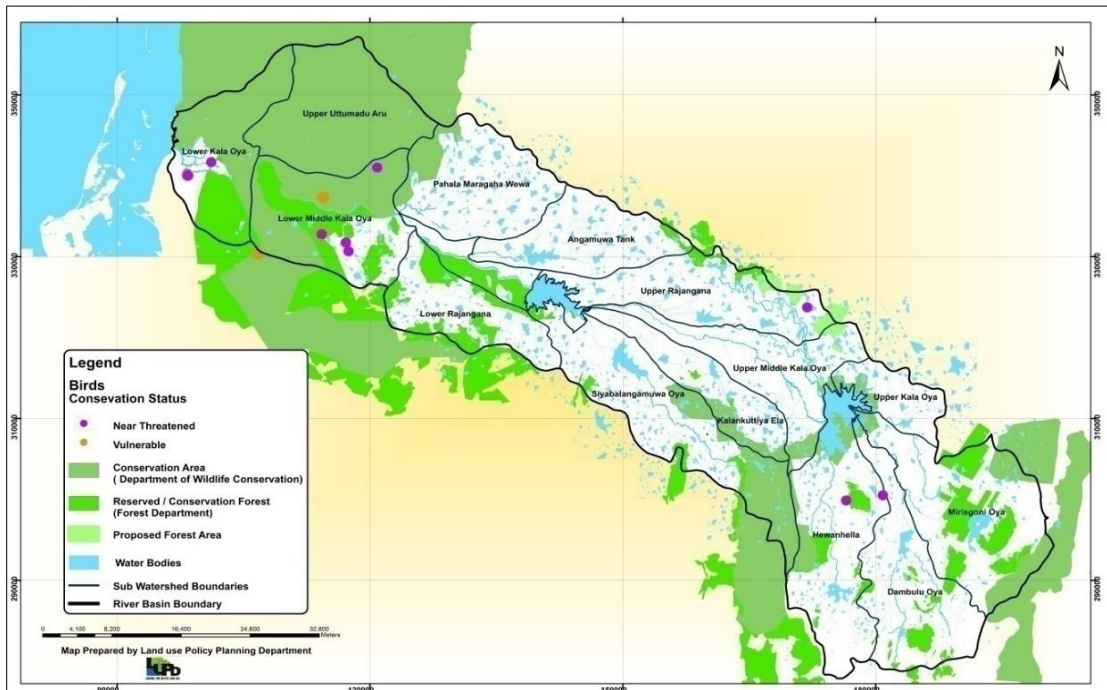 N
350000
350000
Upper Uttumadu Aru
Lower Kala Oya
Pahala Maragaha Wewa
Lower Middle Kala Oya
Angamuwa Tank
330000
330000
Upper Rajangana
Lower Rajangana
Upper Middle Kala Oya
Siyabalangamuwa Oya
Upper Kala Oya
Kalankuttiya Ela
310000
310000
Mirisgoni Oya
Hewanhella
Dambulu Oya
290000
290000
Legend
Birds
Consevation Status
Near Threatened
Vulnerable
Conservation Area
( Department of Wildlife Conservation)
Reserved / Conservation Forest
(Forest Department)
Proposed Forest Area
Water Bodies
Sub Watershed Boundaries
River Basin Boundary
0 4,100 8,200 16,400 24,600 32,800
Meters
Map Prepared by Land use Policy Planning Department